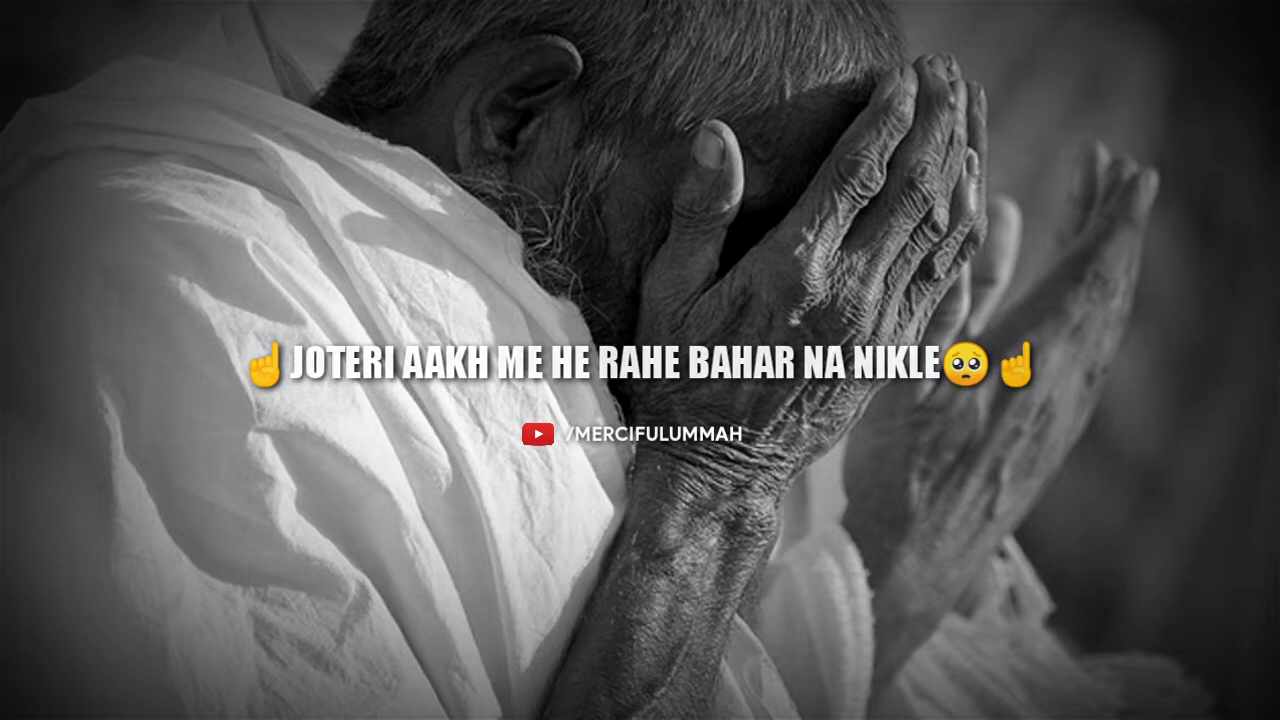 ☝️JOTERI AAKH ME HE RAHE BAHAR NA NIKLE🥺☝️
/MERCIFULUMMAH